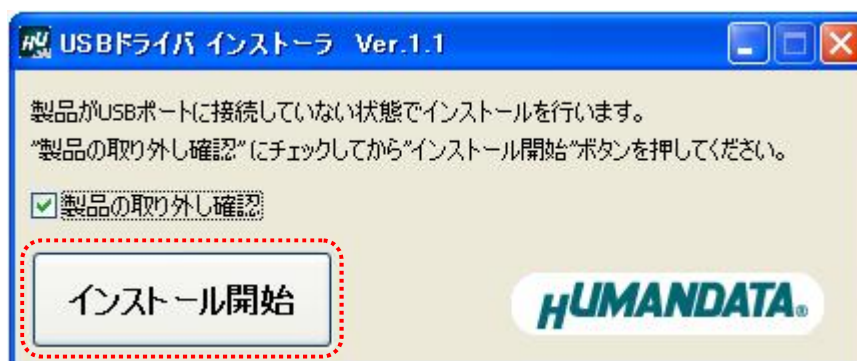 USBドライバ インストーラ Ver.1.1
製品がUSBポートに接続していない状態でインストールを行います。
"製品の取り外し確認"にチェックしてから"インストール開始"ボタンを押してください。
製品の取り外し確認
インストール開始
HUMANDATA®